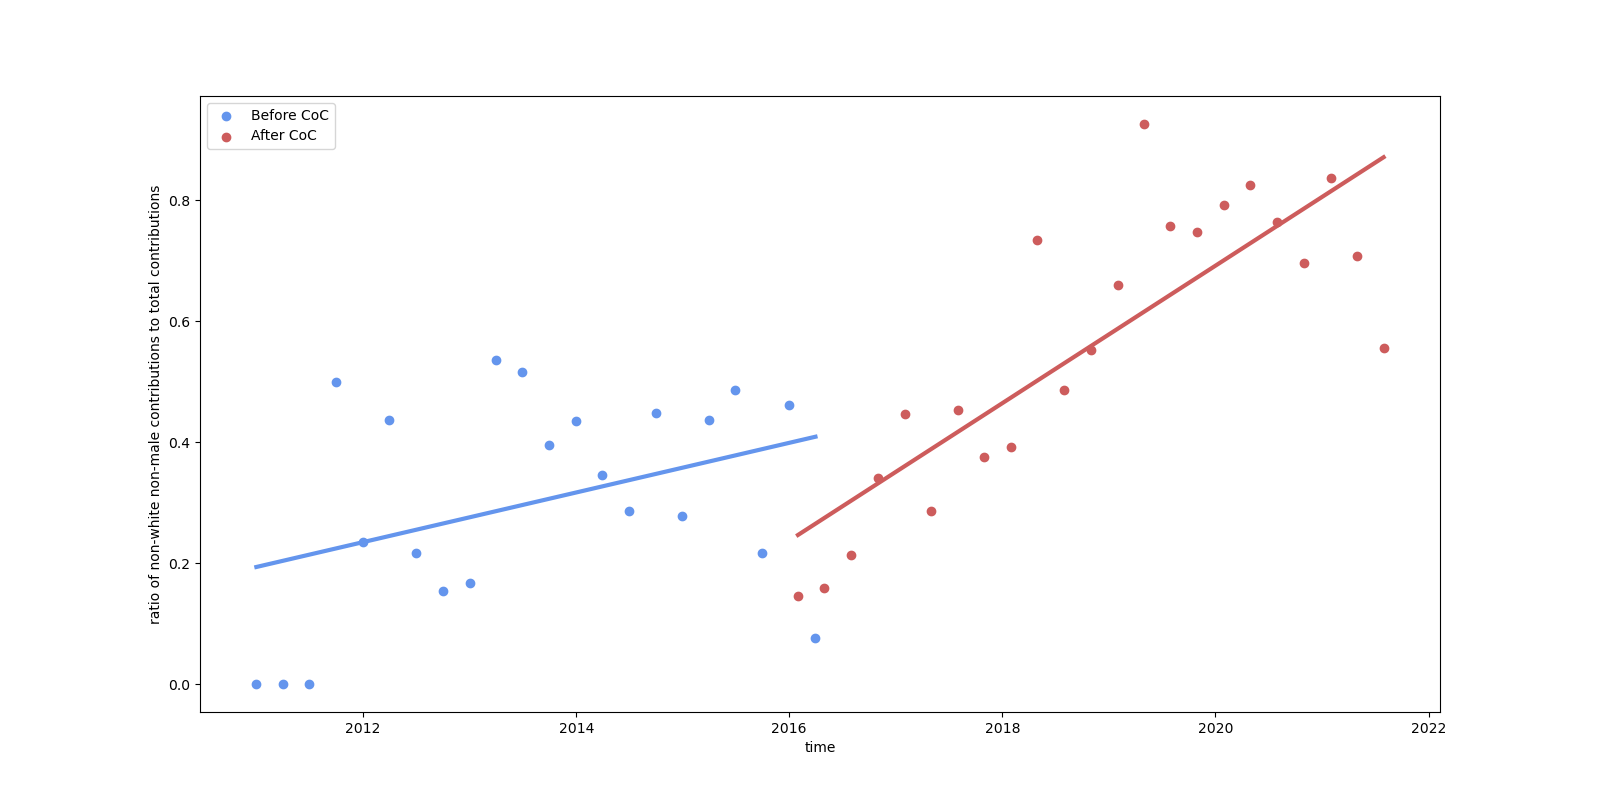 Before CoC
After CoC
ratio of non-white non-male contributions to total contributions
0.8
0.6
0.4
0.2
0.0
2012 2014 2016 2018 2020 2022
time